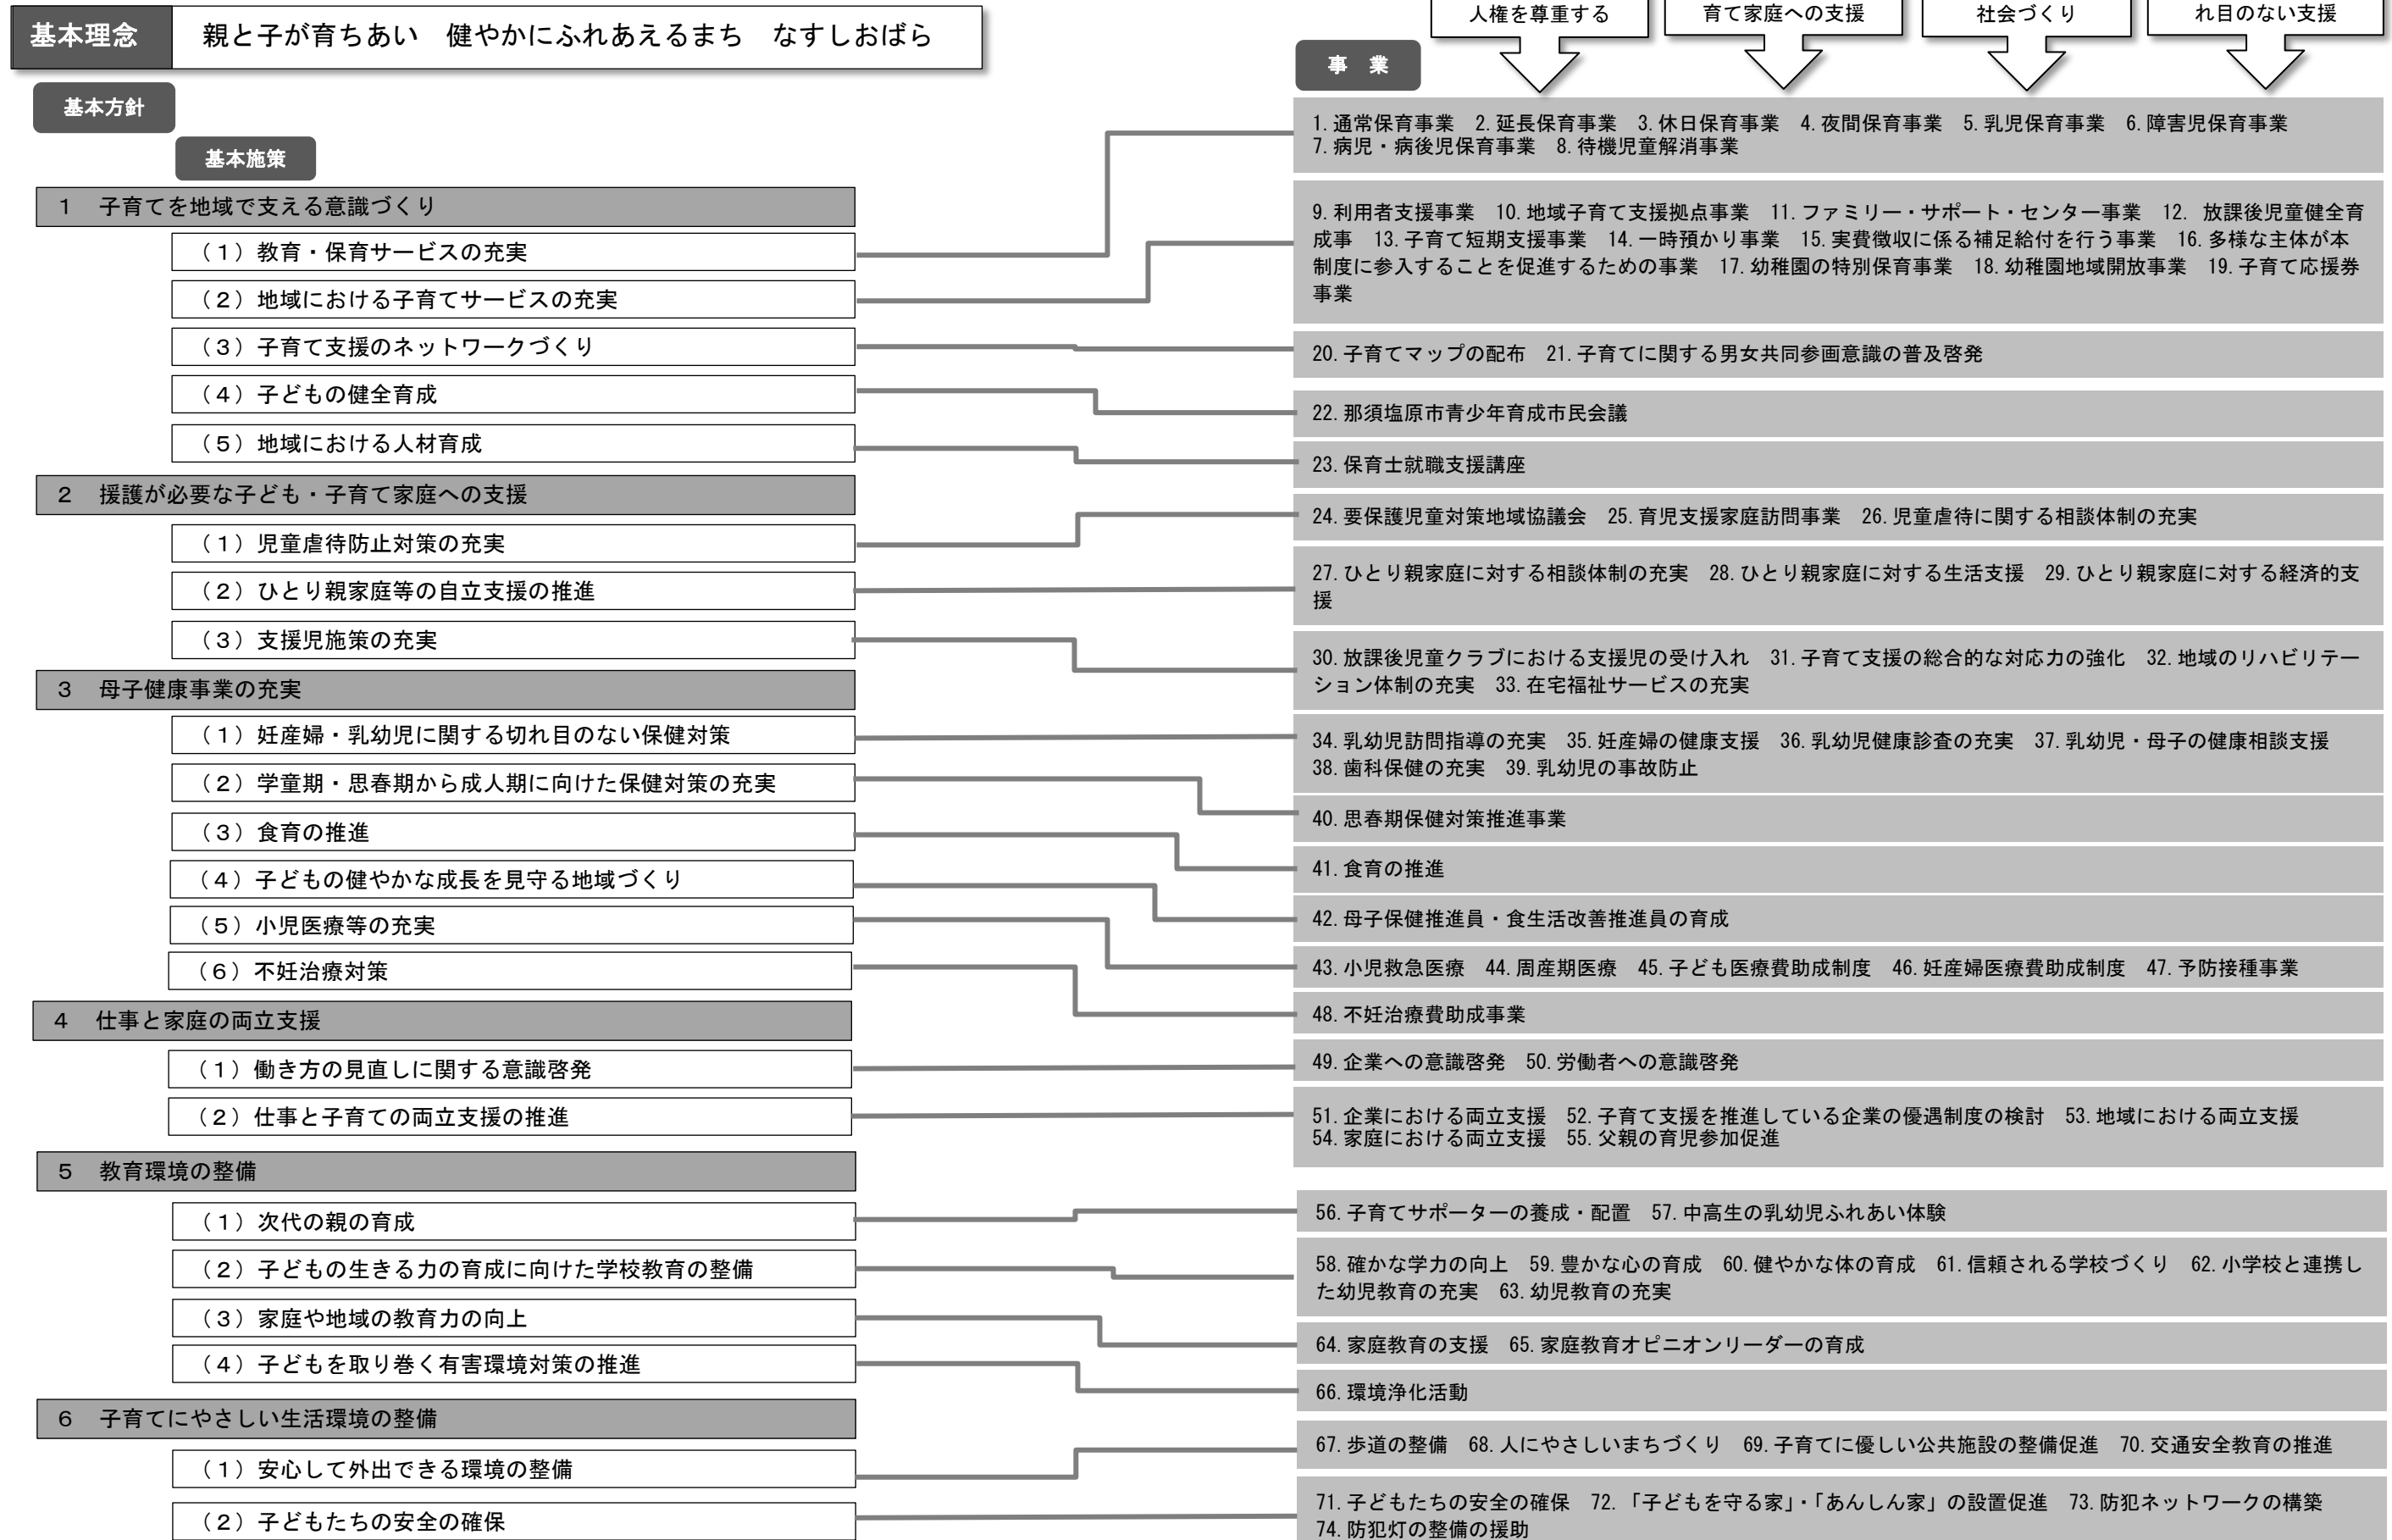 人権を尊重する
育て家庭への支援
社会づくり
れ目のない支援
基本理念
親と子が育ちあい　健やかにふれあえるまち　なすしおばら
事　業
基本方針
基本施策
1　子育てを地域で支える意識づくり
（1）教育・保育サービスの充実
（2）地域における子育てサービスの充実
（3）子育て支援のネットワークづくり
（4）子どもの健全育成
（5）地域における人材育成
2　援護が必要な子ども・子育て家庭への支援
（1）児童虐待防止対策の充実
（2）ひとり親家庭等の自立支援の推進
（3）支援児施策の充実
3　母子健康事業の充実
（1）妊産婦・乳幼児に関する切れ目のない保健対策
（2）学童期・思春期から成人期に向けた保健対策の充実
（3）食育の推進
（4）子どもの健やかな成長を見守る地域づくり
（5）小児医療等の充実
（6）不妊治療対策
4　仕事と家庭の両立支援
（1）働き方の見直しに関する意識啓発
（2）仕事と子育ての両立支援の推進
5　教育環境の整備
（1）次代の親の育成
（2）子どもの生きる力の育成に向けた学校教育の整備
（3）家庭や地域の教育力の向上
（4）子どもを取り巻く有害環境対策の推進
6　子育てにやさしい生活環境の整備
（1）安心して外出できる環境の整備
（2）子どもたちの安全の確保
1.通常保育事業　2.延長保育事業　3.休日保育事業　4.夜間保育事業　5.乳児保育事業　6.障害児保育事業
7.病児・病後児保育事業　8.待機児童解消事業
9.利用者支援事業　10.地域子育て支援拠点事業　11.ファミリー・サポート・センター事業　12. 放課後児童健全育
成事　13.子育て短期支援事業　14.一時預かり事業　15.実費徴収に係る補足給付を行う事業　16.多様な主体が本
制度に参入することを促進するための事業　17.幼稚園の特別保育事業　18.幼稚園地域開放事業　19.子育て応援券
事業
20.子育てマップの配布　21.子育てに関する男女共同参画意識の普及啓発
22.那須塩原市青少年育成市民会議
23.保育士就職支援講座
24.要保護児童対策地域協議会　25.育児支援家庭訪問事業　26.児童虐待に関する相談体制の充実
27.ひとり親家庭に対する相談体制の充実　28.ひとり親家庭に対する生活支援　29.ひとり親家庭に対する経済的支
援
30.放課後児童クラブにおける支援児の受け入れ　31.子育て支援の総合的な対応力の強化　32.地域のリハビリテー
ション体制の充実　33.在宅福祉サービスの充実
34.乳幼児訪問指導の充実　35.妊産婦の健康支援　36.乳幼児健康診査の充実　37.乳幼児・母子の健康相談支援
38.歯科保健の充実　39.乳幼児の事故防止
40.思春期保健対策推進事業
41.食育の推進
42.母子保健推進員・食生活改善推進員の育成
43.小児救急医療　44.周産期医療　45.子ども医療費助成制度　46.妊産婦医療費助成制度　47.予防接種事業
48.不妊治療費助成事業
49.企業への意識啓発　50.労働者への意識啓発
51.企業における両立支援　52.子育て支援を推進している企業の優遇制度の検討　53.地域における両立支援
54.家庭における両立支援　55.父親の育児参加促進
56.子育てサポーターの養成・配置　57.中高生の乳幼児ふれあい体験
58.確かな学力の向上　59.豊かな心の育成　60.健やかな体の育成　61.信頼される学校づくり　62.小学校と連携し
た幼児教育の充実　63.幼児教育の充実
64.家庭教育の支援　65.家庭教育オピニオンリーダーの育成
66.環境浄化活動
67.歩道の整備　68.人にやさしいまちづくり　69.子育てに優しい公共施設の整備促進　70.交通安全教育の推進
71.子どもたちの安全の確保　72.「子どもを守る家」・「あんしん家」の設置促進　73.防犯ネットワークの構築
74.防犯灯の整備の援助